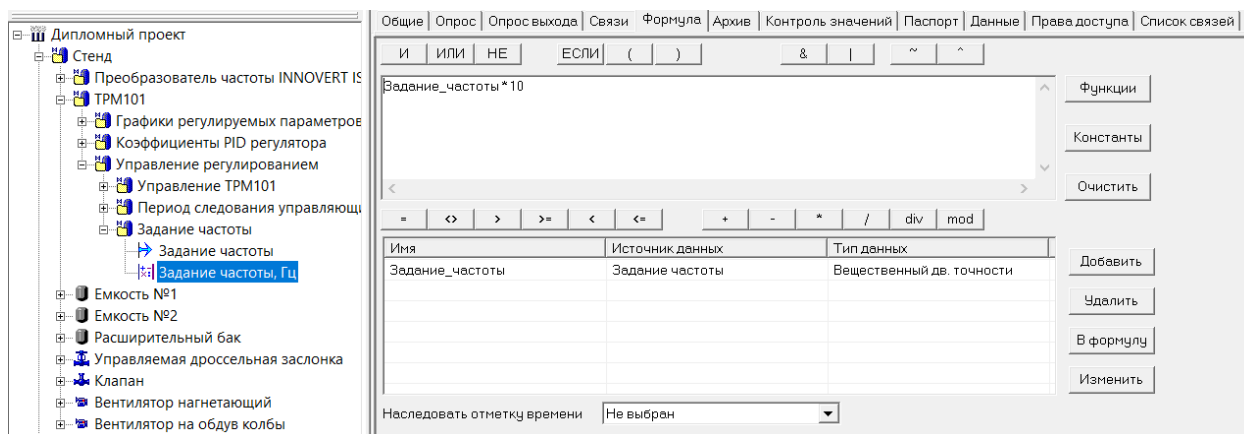 Дипломный проект
Стенд
Преобразователь частоты INNOVERT IS
ТРМ101
Графики регулируемых параметров
Коэффициенты PID регулятора
Управление регулированием
Управление ТРМ101
Период следования управляющи
Задание частоты
Задание частоты
Задание частоты, Гц
Емкость №1
Емкость №2
Расширительный бак
Управляемая дроссельная заслонка
Клапан
Вентилятор нагнетающий
Вентилятор на обдув колбы
Общие Опрос Опрос выхода Связи Формула Архив Контроль значений Паспорт Данные Права доступа Список связей
И ИЛИ НЕ ЕСЛИ ( ) & | ~ ^
Задание_частоты*10
Функции
Константы
Очистить
= <> > >= < <= + - * / div mod
Имя Источник данных Тип данных
Задание_частоты Задание частоты Вещественный дв. точности
Добавить
Удалить
В формулу
Изменить
Наследовать отметку времени Не выбран